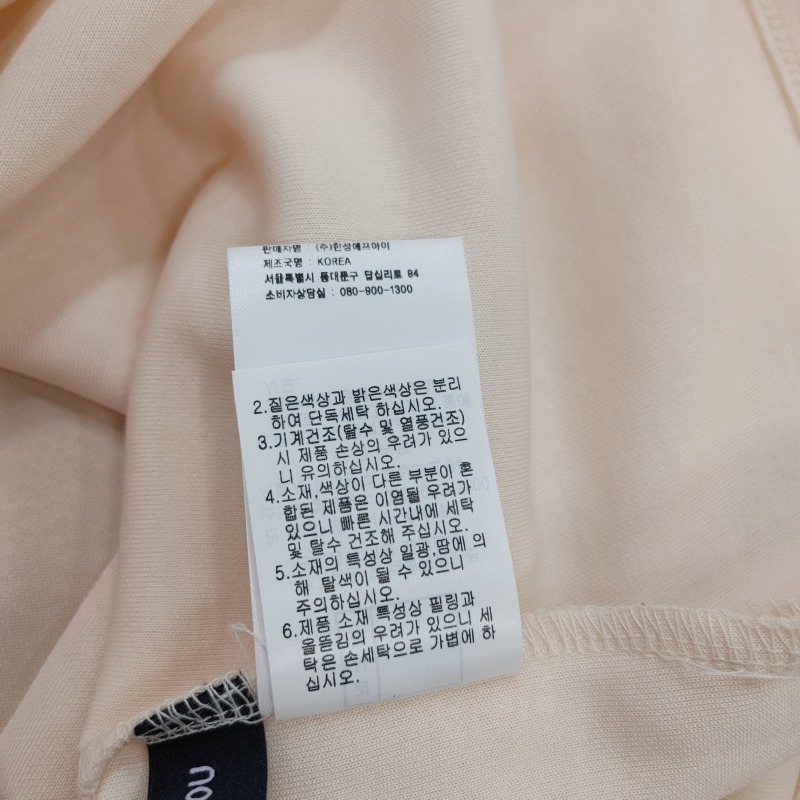 판매자명 : (주)한성에프아이
제조국명 : KOREA
서울특별시 동대문구 답십리로 94
소비자상담실 : 080-900-1300
2.짙은색상과 밝은색상은 분리
하여 단독세탁 하십시오.
3.기계건조(탈수 및 열풍건조)
시 제품 손상의 우려가 있으
니 유의하십시오.
4.소재,색상이 다른 부분이 혼
합된 제품은 이염될 우려가
있으니 빠른 시간내에 세탁
및 탈수 건조해 주십시오.
5.소재의 특성상 일광,땀에 의
해 탈색이 될 수 있으니
주의하십시오.
6.제품 소재 특성상 필링과
올뜯김의 우려가 있으니 세
탁은 손세탁으로 가볍에 하
십시오.